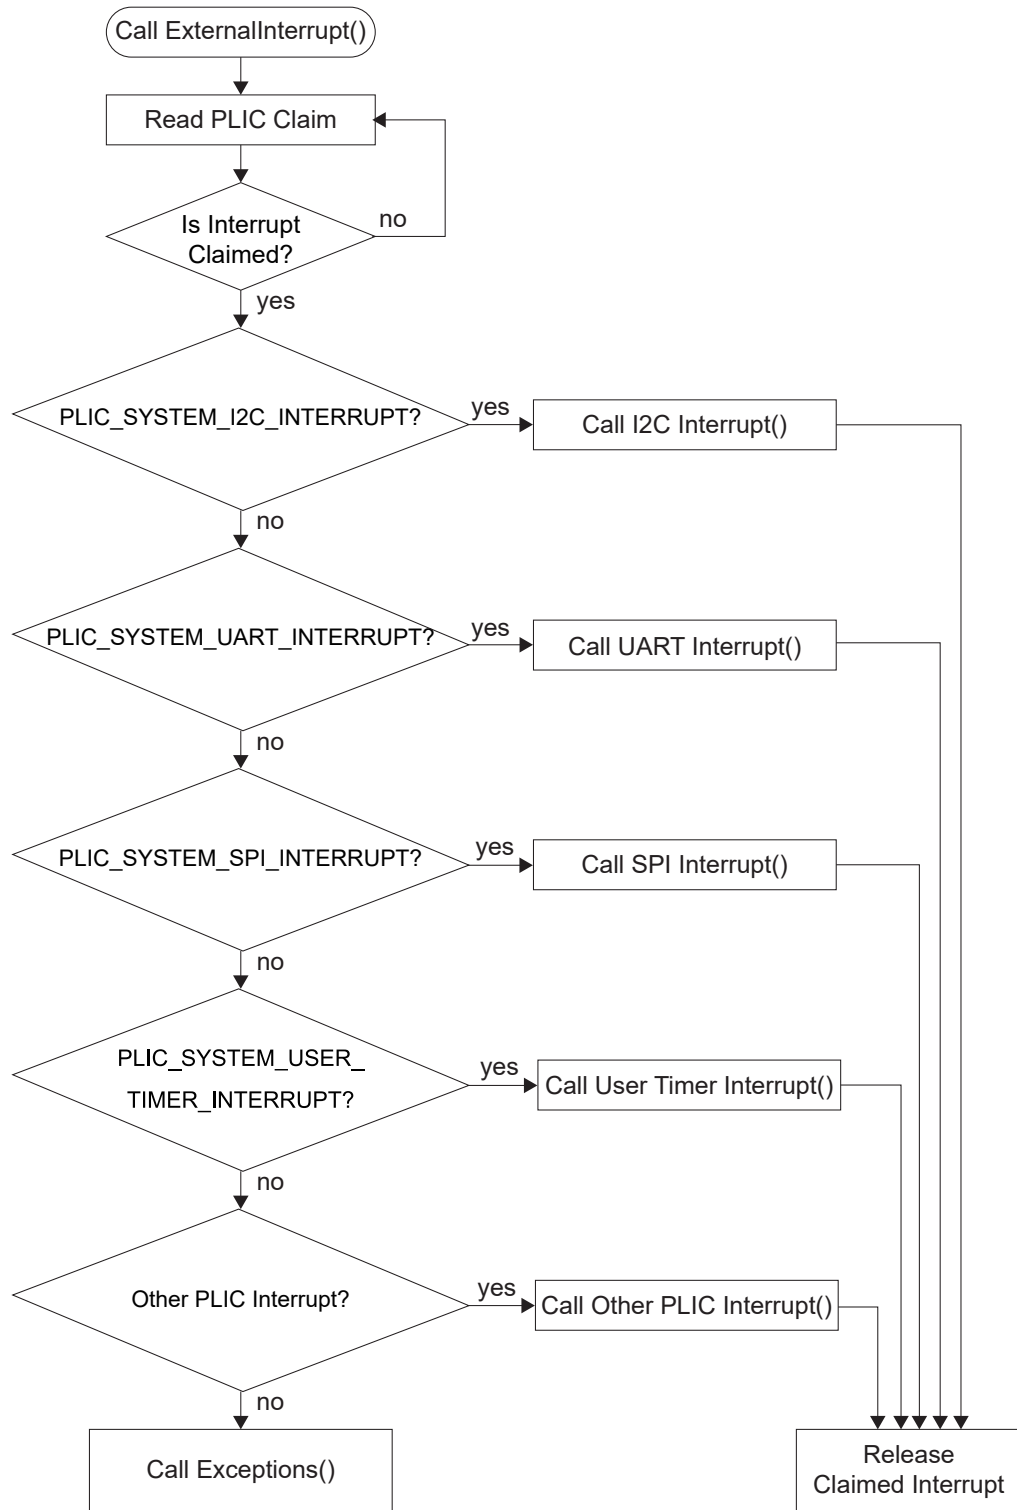 Call ExternalInterrupt()
Read PLIC Claim
Is Interrupt
Claimed?
no
yes
PLIC_SYSTEM_I2C_INTERRUPT?
yes
Call I2C Interrupt()
no
PLIC_SYSTEM_UART_INTERRUPT?
yes
Call UART Interrupt()
no
PLIC_SYSTEM_SPI_INTERRUPT?
yes
Call SPI Interrupt()
no
PLIC_SYSTEM_USER_
TIMER_INTERRUPT?
yes
Call User Timer Interrupt()
no
Other PLIC Interrupt?
yes
Call Other PLIC Interrupt()
no
Call Exceptions()
Release
Claimed Interrupt